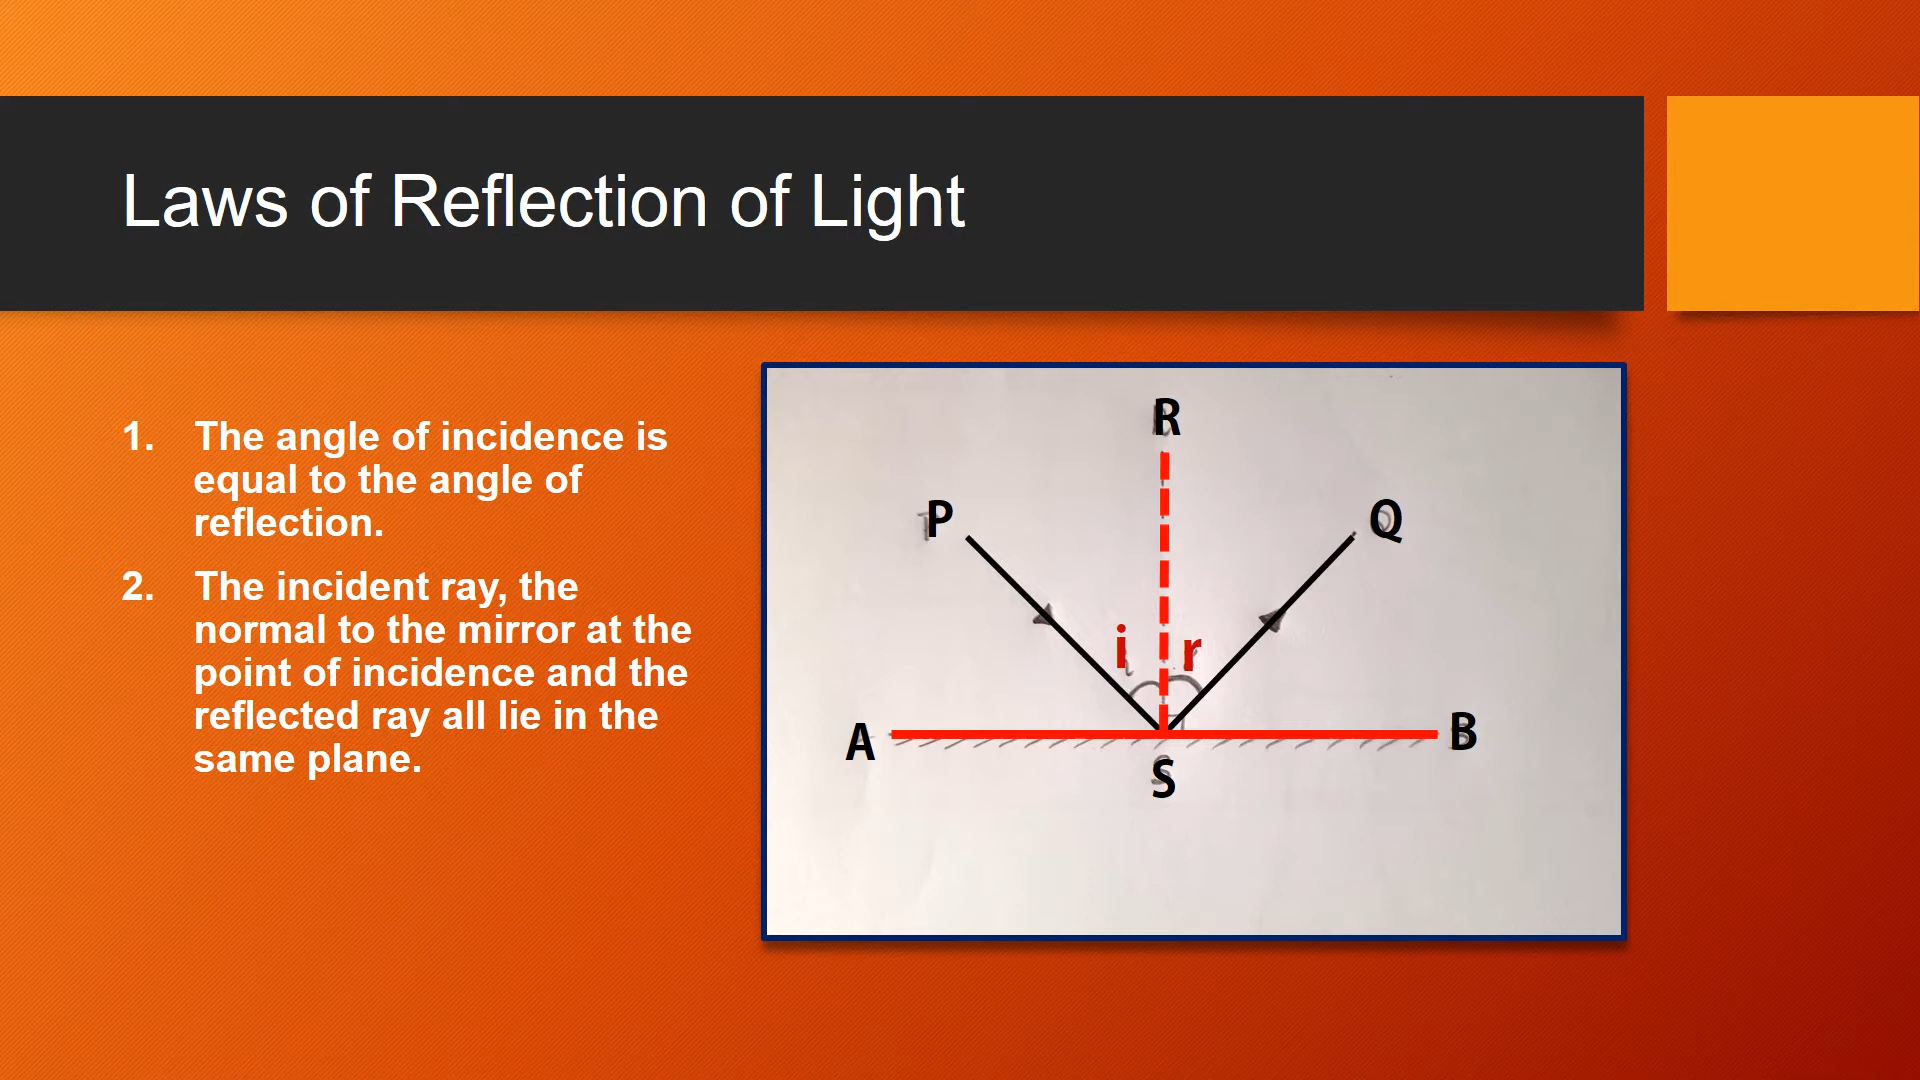 Laws of Reflection of Light
1. The angle of incidence is
equal to the angle of
reflection.
2. The incident ray, the
normal to the mirror at the
point of incidence and the
reflected ray all lie in the
same plane.
R
P
Q
i
r
A
B
S